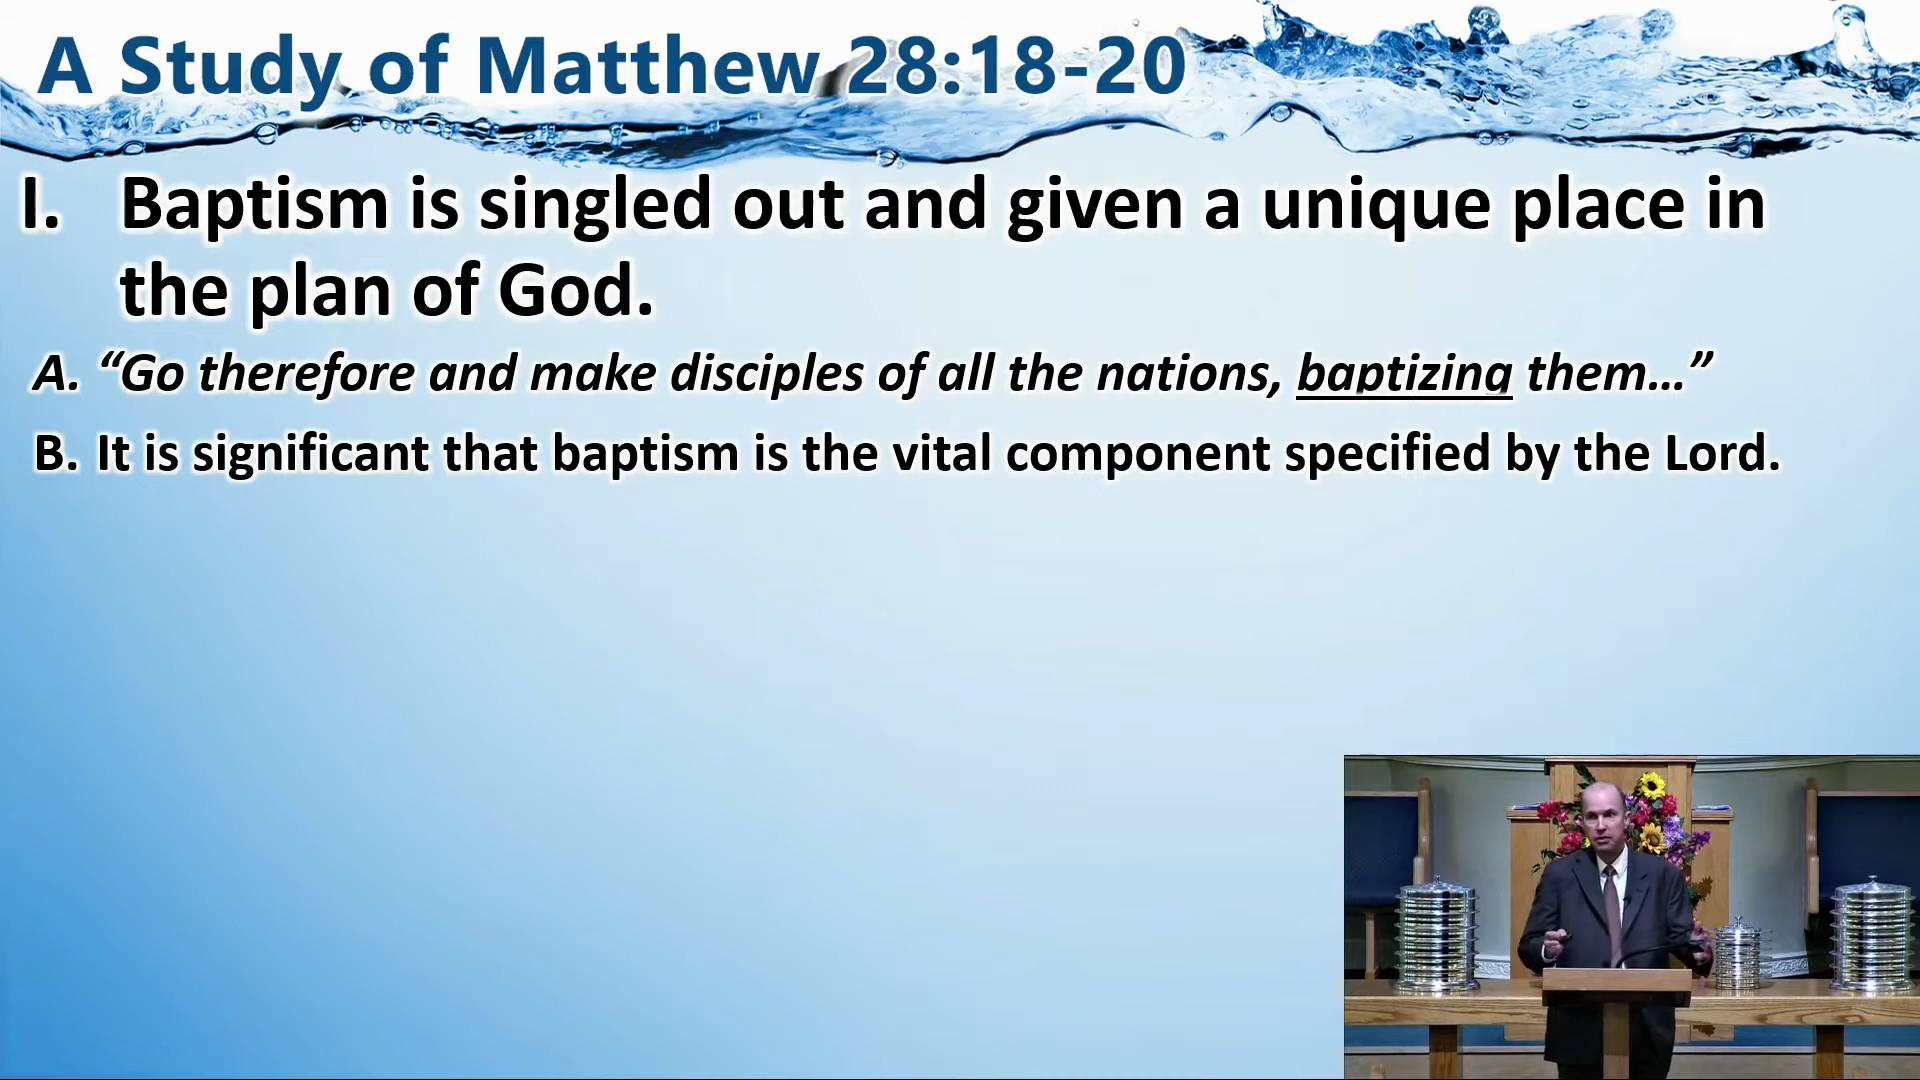 A Study of Matthew 28:18-20
I. Baptism is singled out and given a unique place in
the plan of God.
A. “Go therefore and make disciples of all the nations, baptizing them…”
B. It is significant that baptism is the vital component specified by the Lord.